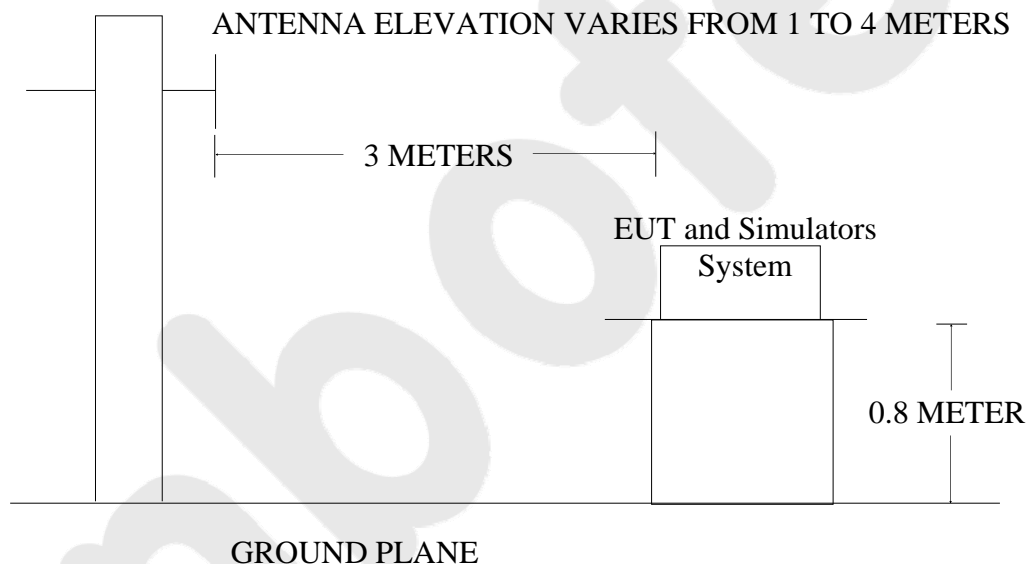 ANTENNA ELEVATION VARIES FROM 1 TO 4 METERS
3 METERS
EUT and Simulators
System
0.8 METER
GROUND PLANE